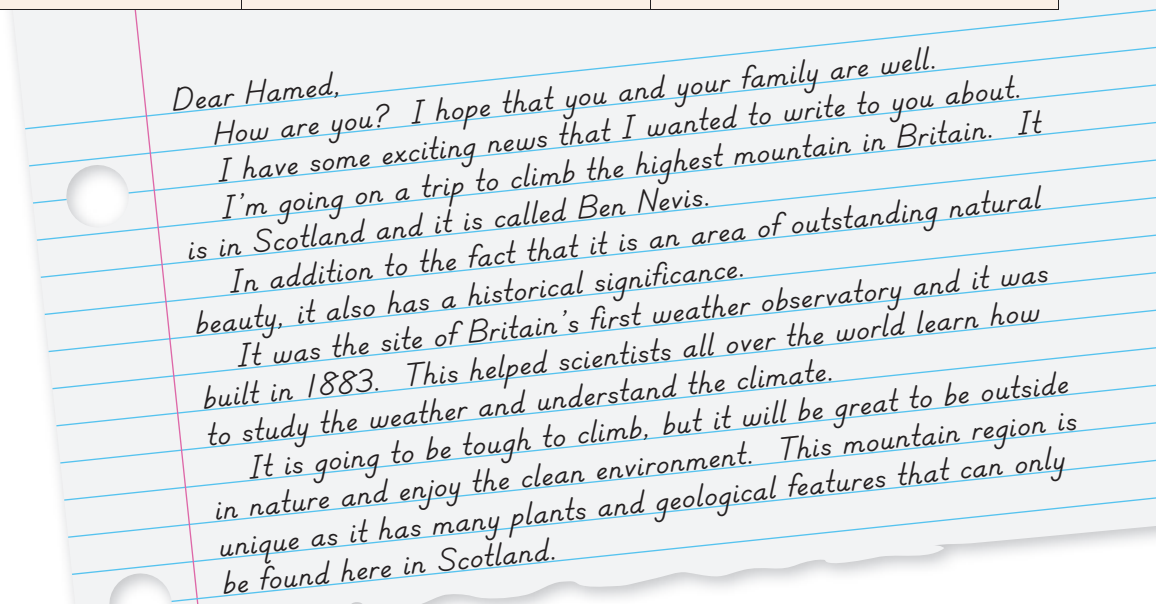 Dear Hamed,
How are you? I hope that you and your family are well.
I have some exciting news that I wanted to write to you about.
I'm going on a trip to climb the highest mountain in Britain. It
is in Scotland and it is called Ben Nevis.
In addition to the fact that it is an area of outstanding natural
beauty, it also has a historical significance.
It was the site of Britain's first weather observatory and it was
built in 1883. This helped scientists all over the world learn how
to study the weather and understand the climate.
It is going to be tough to climb, but it will be great to be outside
in nature and enjoy the clean environment. This mountain region is
unique as it has many plants and geological features that can only
be found here in Scotland.